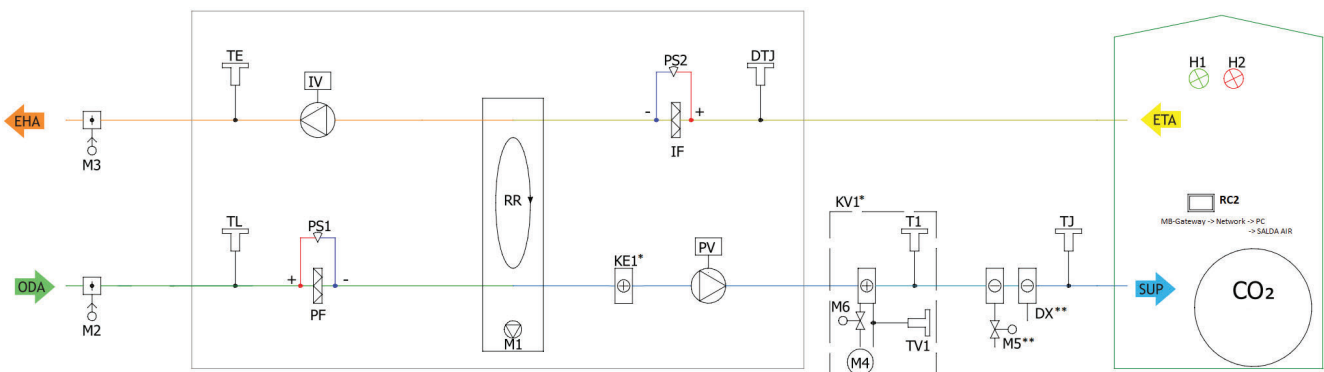 TE
IV
PS2
DTJ
H1
H2
EHA
-
+
ETA
M3
IF
RR
TL
PS1
KV1*
T1
TJ
RC2
MB-Gateway -> Network -> PC
-> SALDA AIR
KE1*
PV
ODA
+
-
SUP
CO2
M2
PF
M1
M6
TV1
M4
M5**
DX**